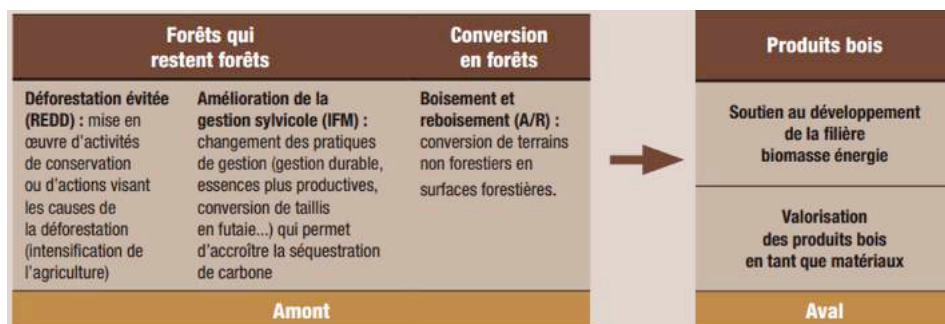 Forêts qui
restent forêts
Conversion
en forêts
Produits bois
Déforestation évitée
(REDD) : mise en
œuvre d'activités
de conservation
ou d'actions visant
les causes de
la déforestation
(intensification de
l'agriculture)
Amélioration de la
gestion sylvicole (IFM) :
changement des pratiques
de gestion (gestion durable,
essences plus productives,
conversion de taillis
en futaie...) qui permet
d'accroître la séquestration
de carbone
Boisement et
reboisement (A/R) :
conversion de terrains
non forestiers en
surfaces forestières.
Soutien au développement
de la filière
biomasse énergie
Valorisation
des produits bois
en tant que matériaux
Amont
Aval